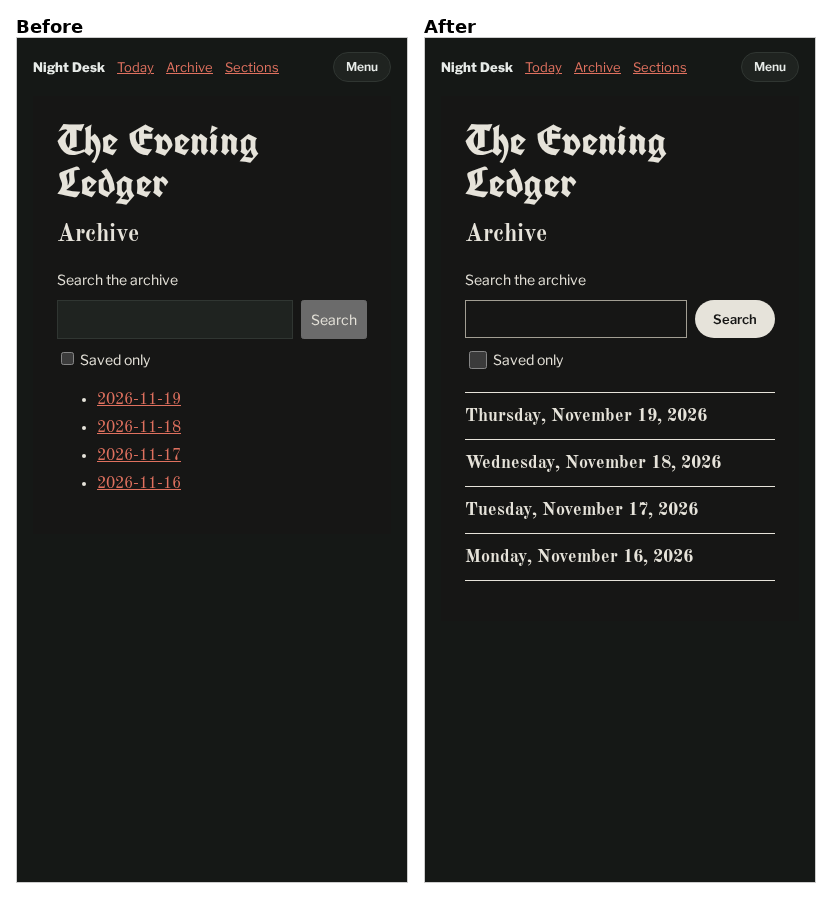 Before
Night Desk Today Archive Sections Menu
The Evening
Ledger
Archive
Search the archive
Search
Saved only
2026-11-19
2026-11-18
2026-11-17
2026-11-16
After
Night Desk Today Archive Sections Menu
The Evening
Ledger
Archive
Search the archive
Search
Saved only
Thursday, November 19, 2026
Wednesday, November 18, 2026
Tuesday, November 17, 2026
Monday, November 16, 2026